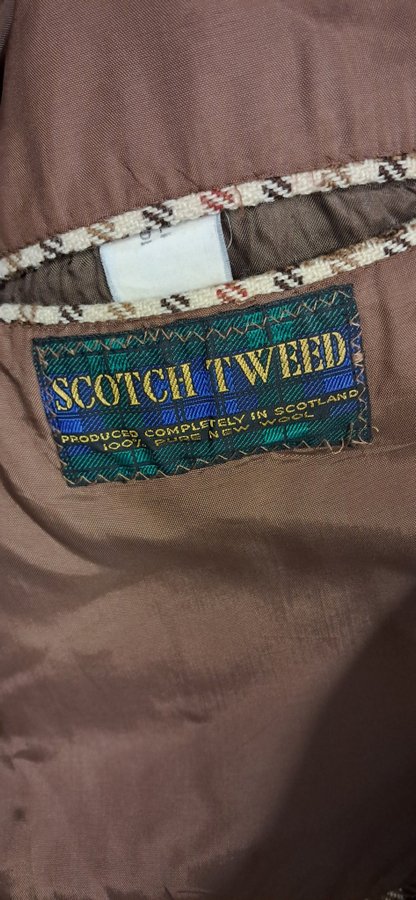 SCOTCH TWEED
PRODUCED COMPLETELY IN SCOTLAND
100% PURE NEW WOOL